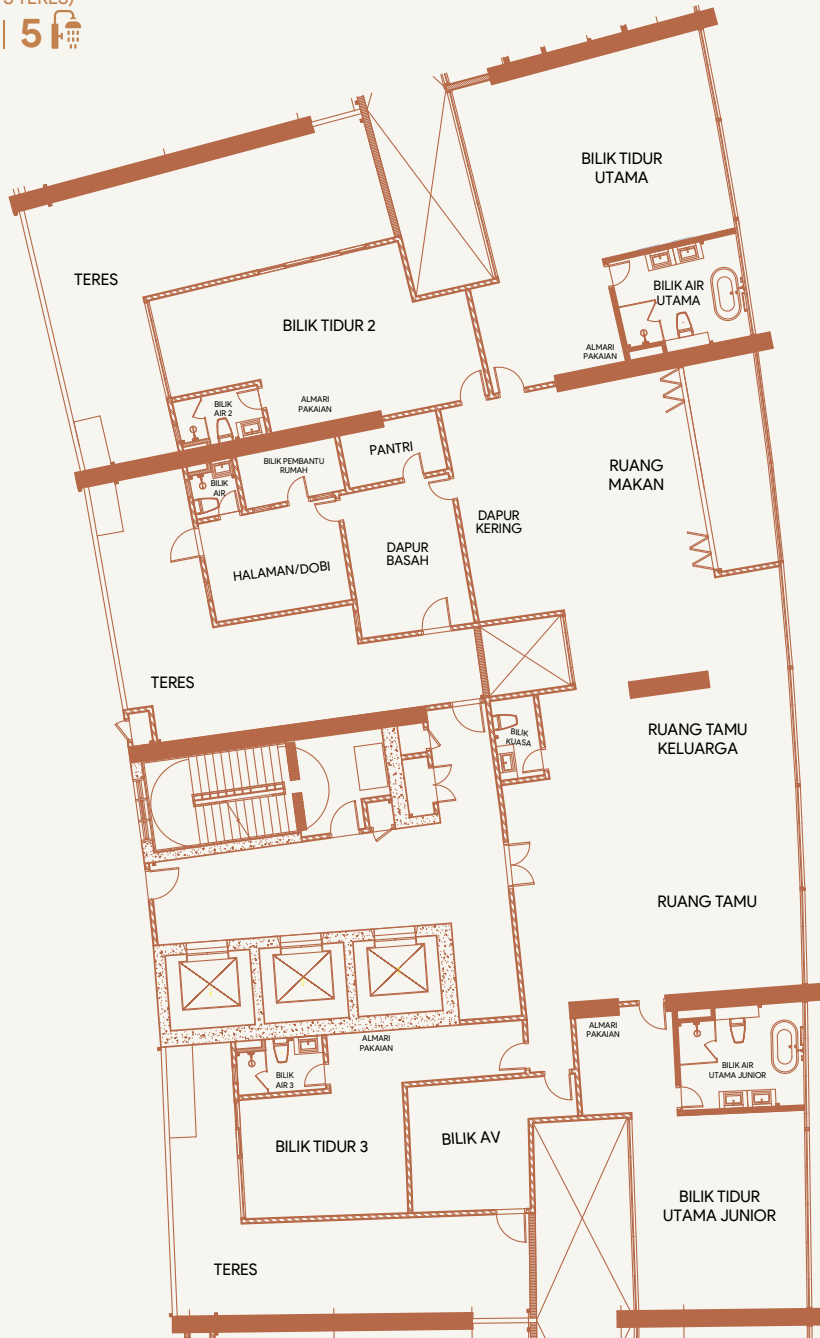 5
BILIK TIDUR
UTAMA
TERES
BILIK AIR
UTAMA
BILIK TIDUR 2
ALMARI
PAKAIAN
BILIK
AIR 2
ALMARI
PAKAIAN
PANTRI
BILIK PEMBANTU
RUMAH
RUANG
MAKAN
BILIK
AIR
DAPUR
KERING
DAPUR
BASAH
HALAMAN/DOBI
TERES
BILIK
KUASA
RUANG TAMU
KELUARGA
RUANG TAMU
ALMARI
PAKAIAN
ALMARI
PAKAIAN
BILIK
AIR 3
BILIK AIR
UTAMA JUNIOR
BILIK TIDUR 3
BILIK AV
BILIK TIDUR
UTAMA JUNIOR
TERES